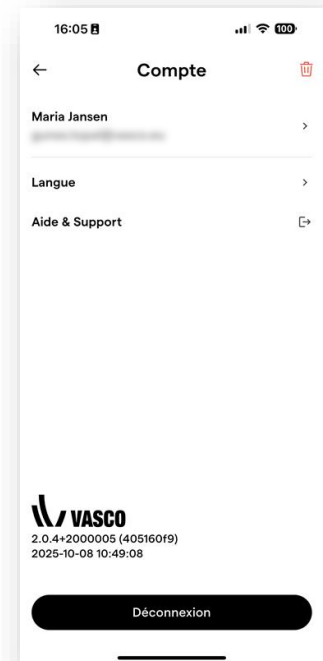 16:05
100
Compte
Maria Jansen
Langue
Aide & Support
VASCO
2.0.4+2000005 (405160f9)
2025-10-08 10:49:08
Déconnexion